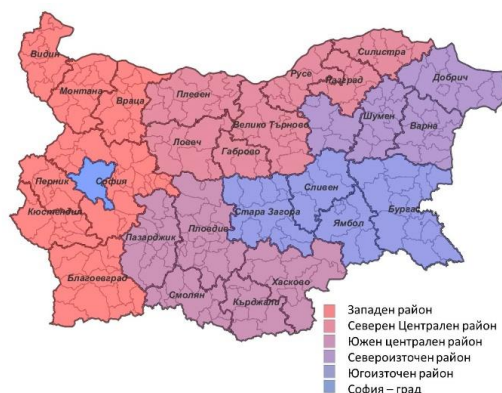 Видин
Монтана
Враца
Плевен
Русе
Силистра
Разград
Добрич
Шумен
Варна
Велико Търново
Ловеч
Габрово
София
Перник
Кюстендил
Сливен
Стара Загора
Ямбол
Бургас
Пазарджик
Пловдив
Благоевград
Смолян
Кърджали
Хасково
Западен район
Северен Централен район
Южен централен район
Североизточен район
Югоизточен район
София – град